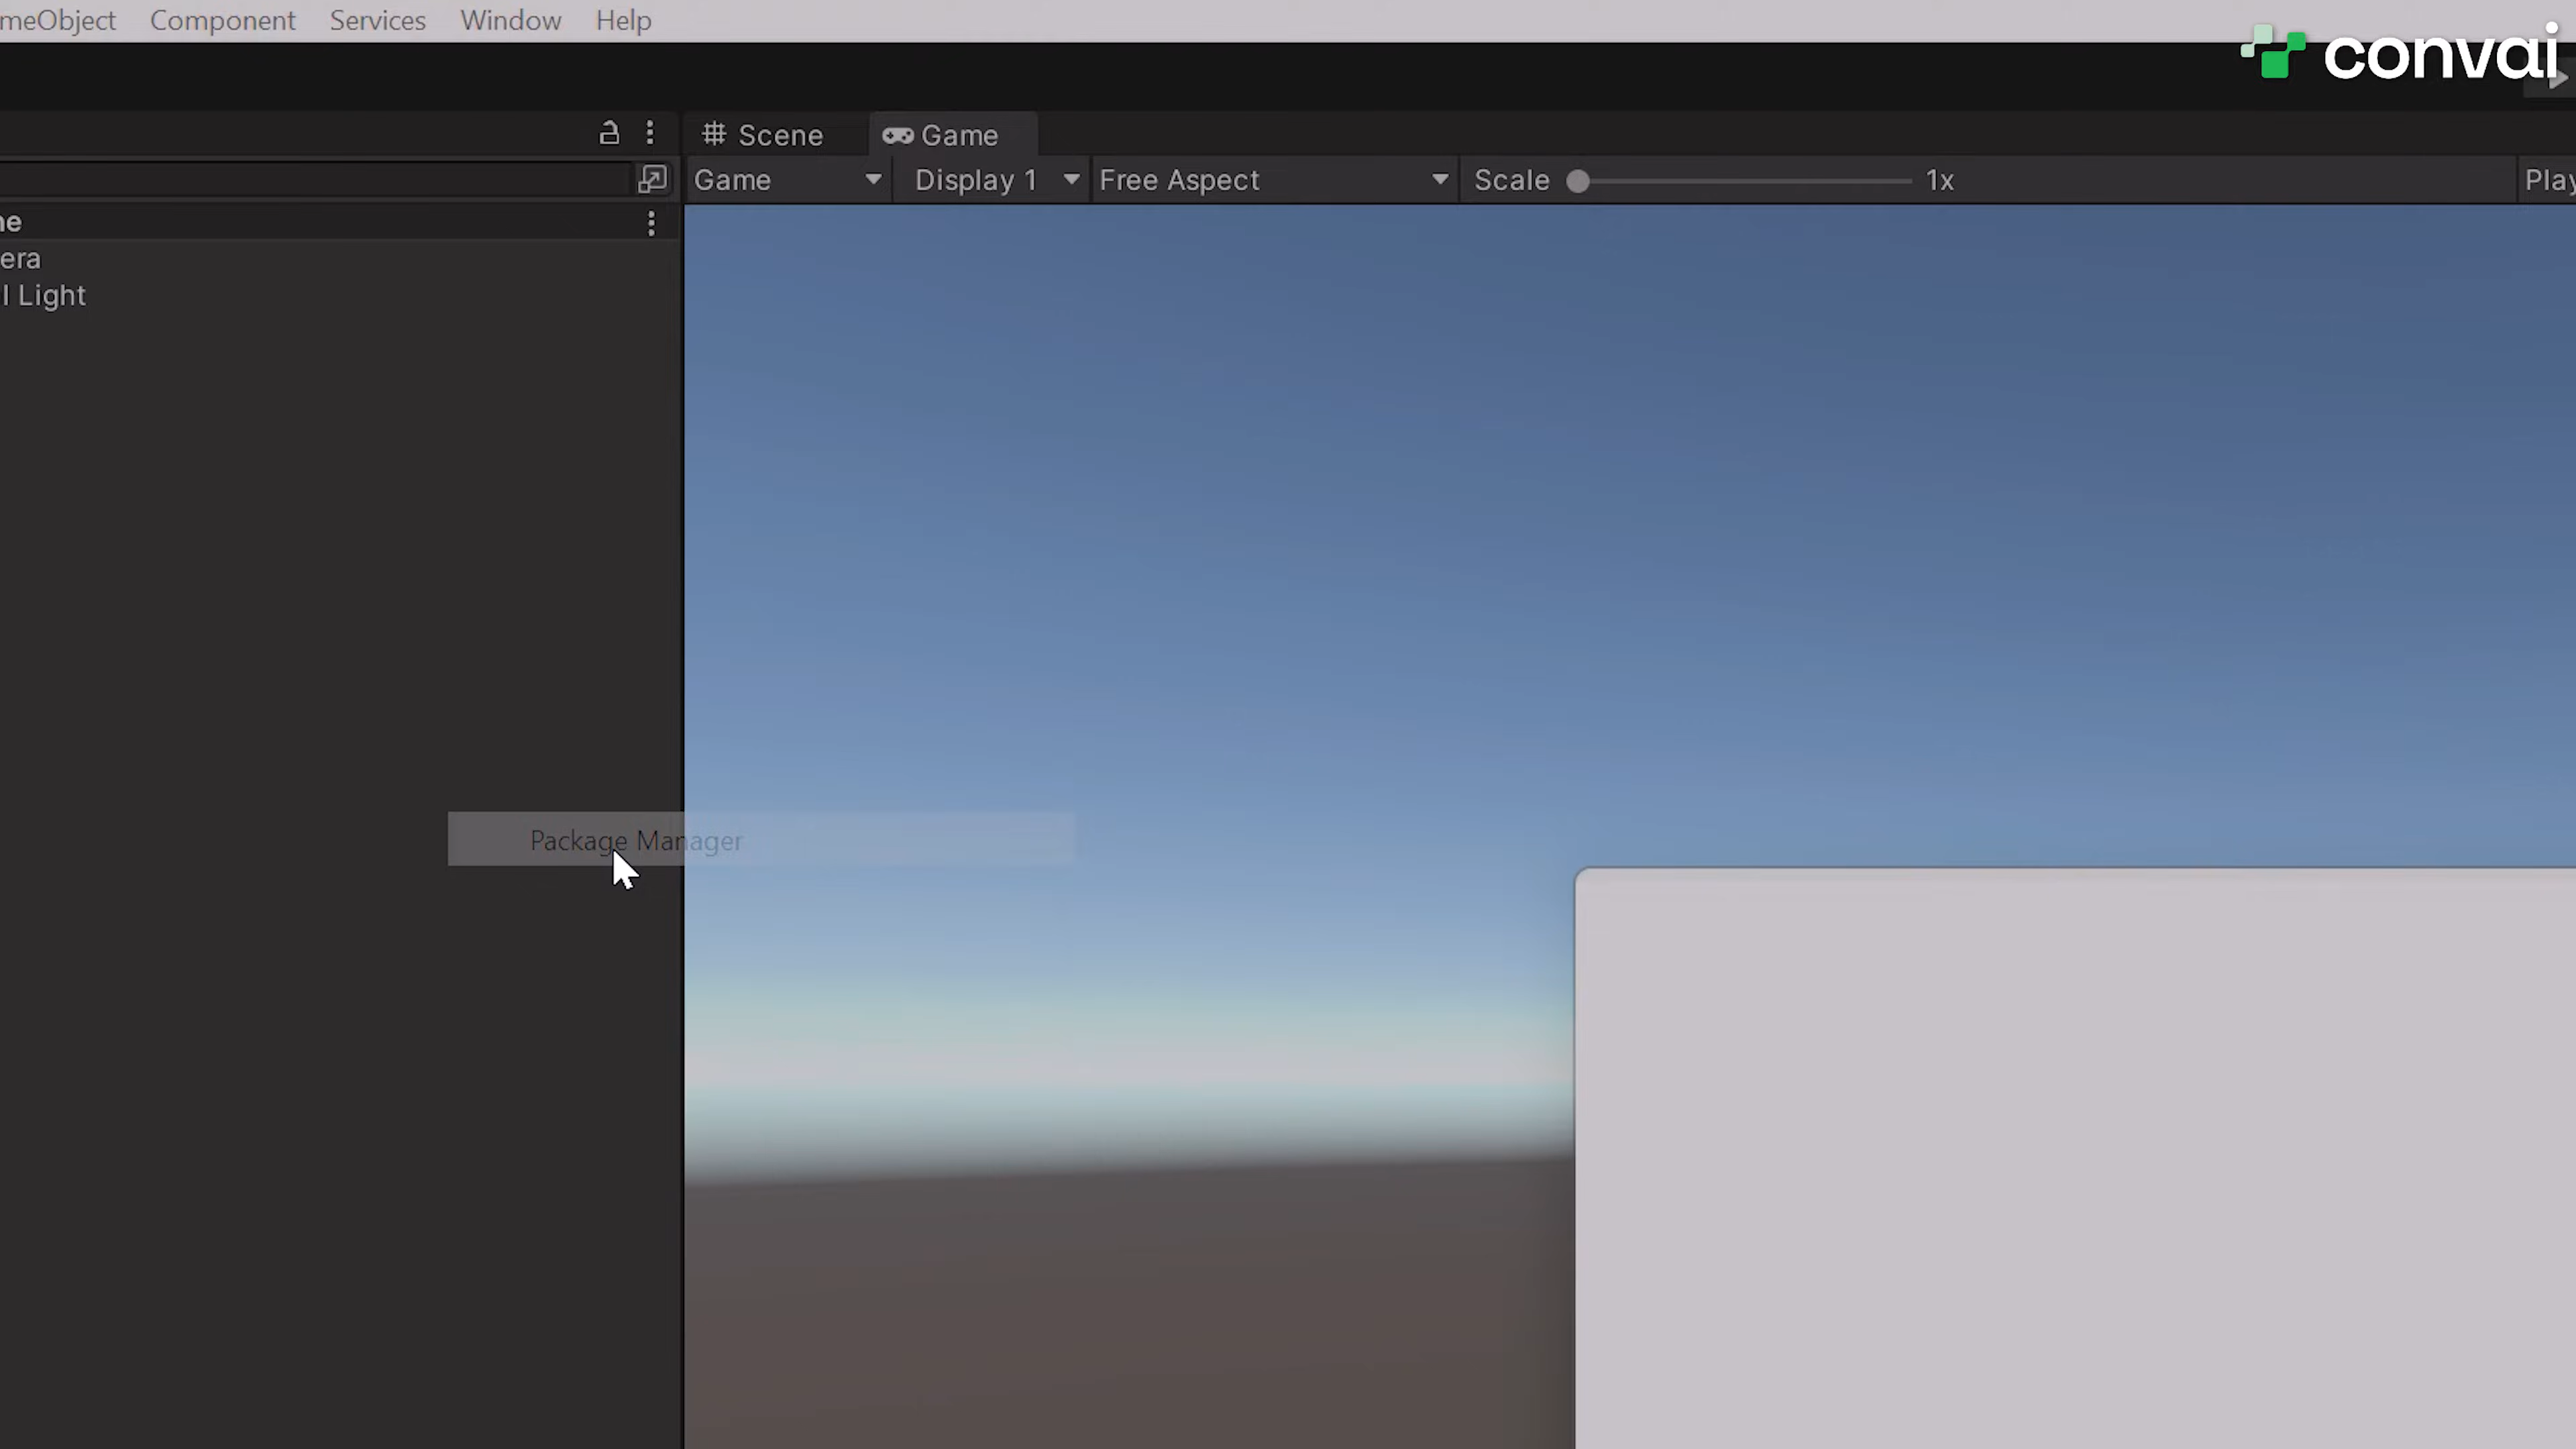 meObject Component Services Window Help
convai
Scene Game
Game Display 1 Free Aspect Scale 1x Play
ne
era
l Light
Package Manager